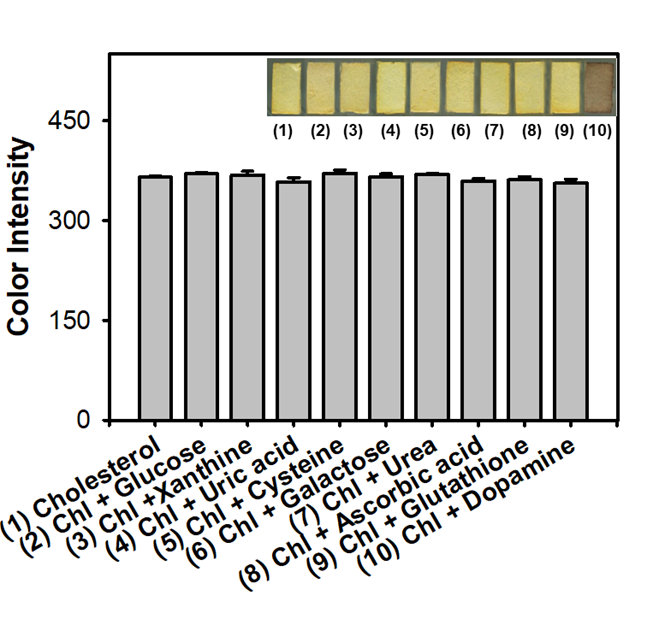 (1) (2) (3) (4) (5) (6) (7) (8) (9) (10)
Color Intensity
450
300
150
0
(1) Cholesterol
(2) Chl + Glucose
(3) Chl +Xanthine
(4) Chl + Uric acid
(5) Chl + Cysteine
(6) Chl + Galactose
(7) Chl + Urea
(8) Chl + Ascorbic acid
(9) Chl + Glutathione
(10) Chl + Dopamine